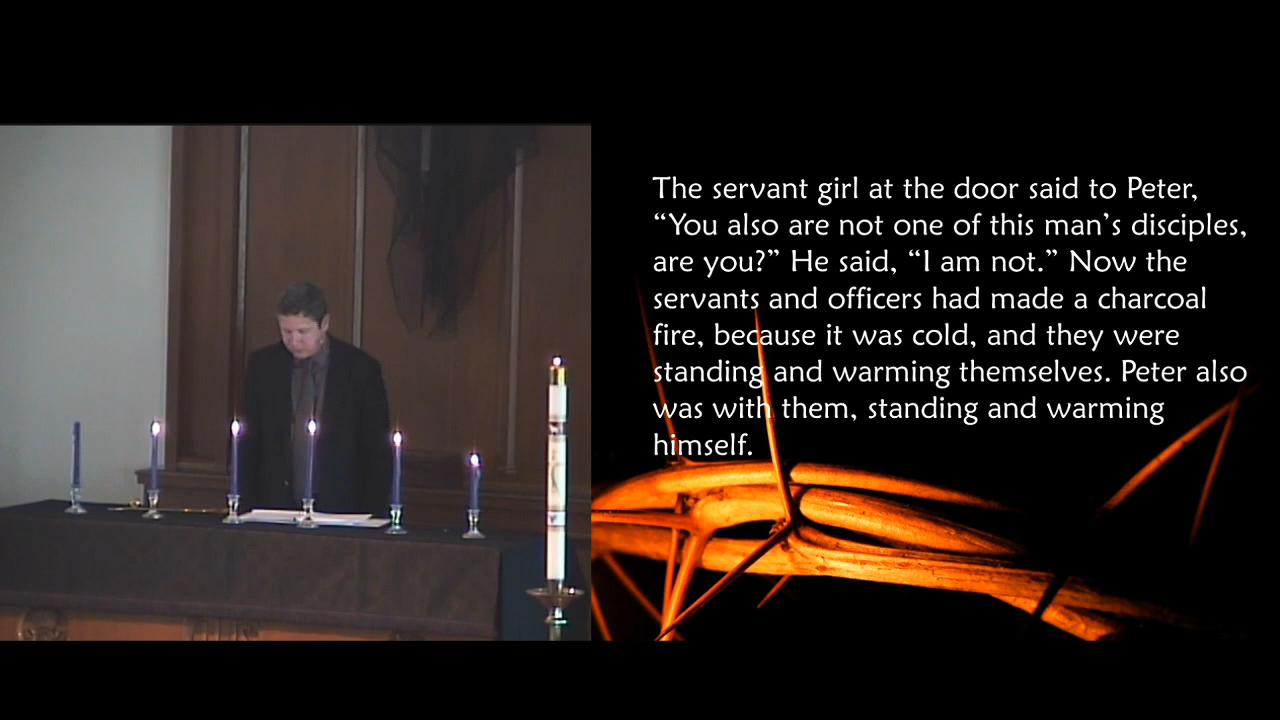 The servant girl at the door said to Peter,
“You also are not one of this man’s disciples,
are you?” He said, “I am not.” Now the
servants and officers had made a charcoal
fire, because it was cold, and they were
standing and warming themselves. Peter also
was with them, standing and warming
himself.